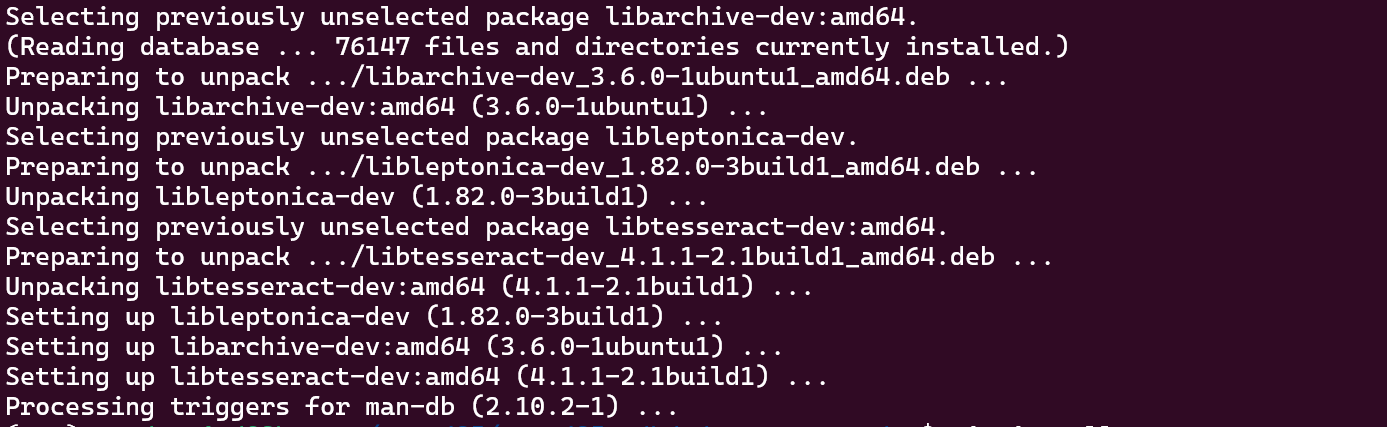 Selecting previously unselected package libarchive-dev:amd64.
(Reading database ... 76147 files and directories currently installed.)
Preparing to unpack .../libarchive-dev_3.6.0-1ubuntu1_amd64.deb ...
Unpacking libarchive-dev:amd64 (3.6.0-1ubuntu1) ...
Selecting previously unselected package libleptonica-dev.
Preparing to unpack .../libleptonica-dev_1.82.0-3build1_amd64.deb ...
Unpacking libleptonica-dev (1.82.0-3build1) ...
Selecting previously unselected package libtesseract-dev:amd64.
Preparing to unpack .../libtesseract-dev_4.1.1-2.1build1_amd64.deb ...
Unpacking libtesseract-dev:amd64 (4.1.1-2.1build1) ...
Setting up libleptonica-dev (1.82.0-3build1) ...
Setting up libarchive-dev:amd64 (3.6.0-1ubuntu1) ...
Setting up libtesseract-dev:amd64 (4.1.1-2.1build1) ...
Processing triggers for man-db (2.10.2-1) ...